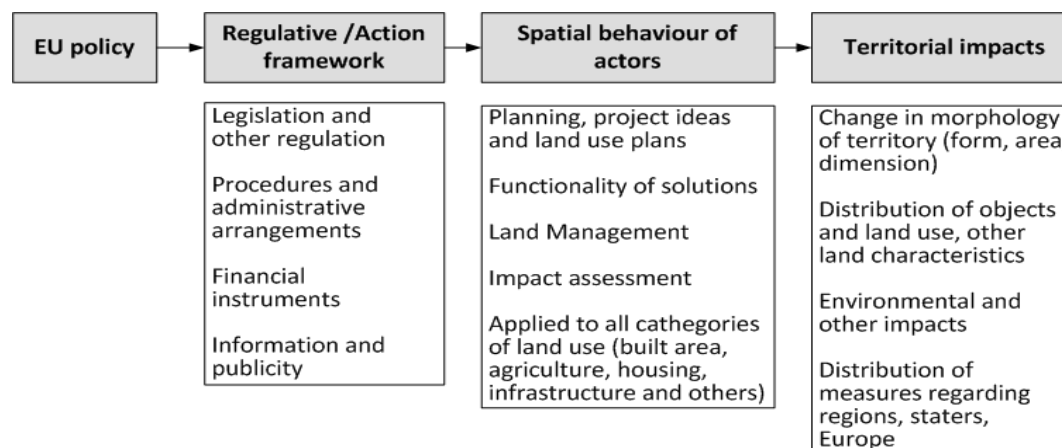 EU policy
Regulative /Action
framework
Spatial behaviour of
actors
Territorial impacts
Legislation and
other regulation
Procedures and
administrative
arrangements
Financial
instruments
Information and
publicity
Planning, project ideas
and land use plans
Functionality of solutions
Land Management
Impact assessment
Applied to all cathegories
of land use (built area,
agriculture, housing,
infrastructure and others)
Change in morphology
of territory (form, area
dimension)
Distribution of objects
and land use, other
land characteristics
Environmental and
other impacts
Distribution of
measures regarding
regions, staters,
Europe